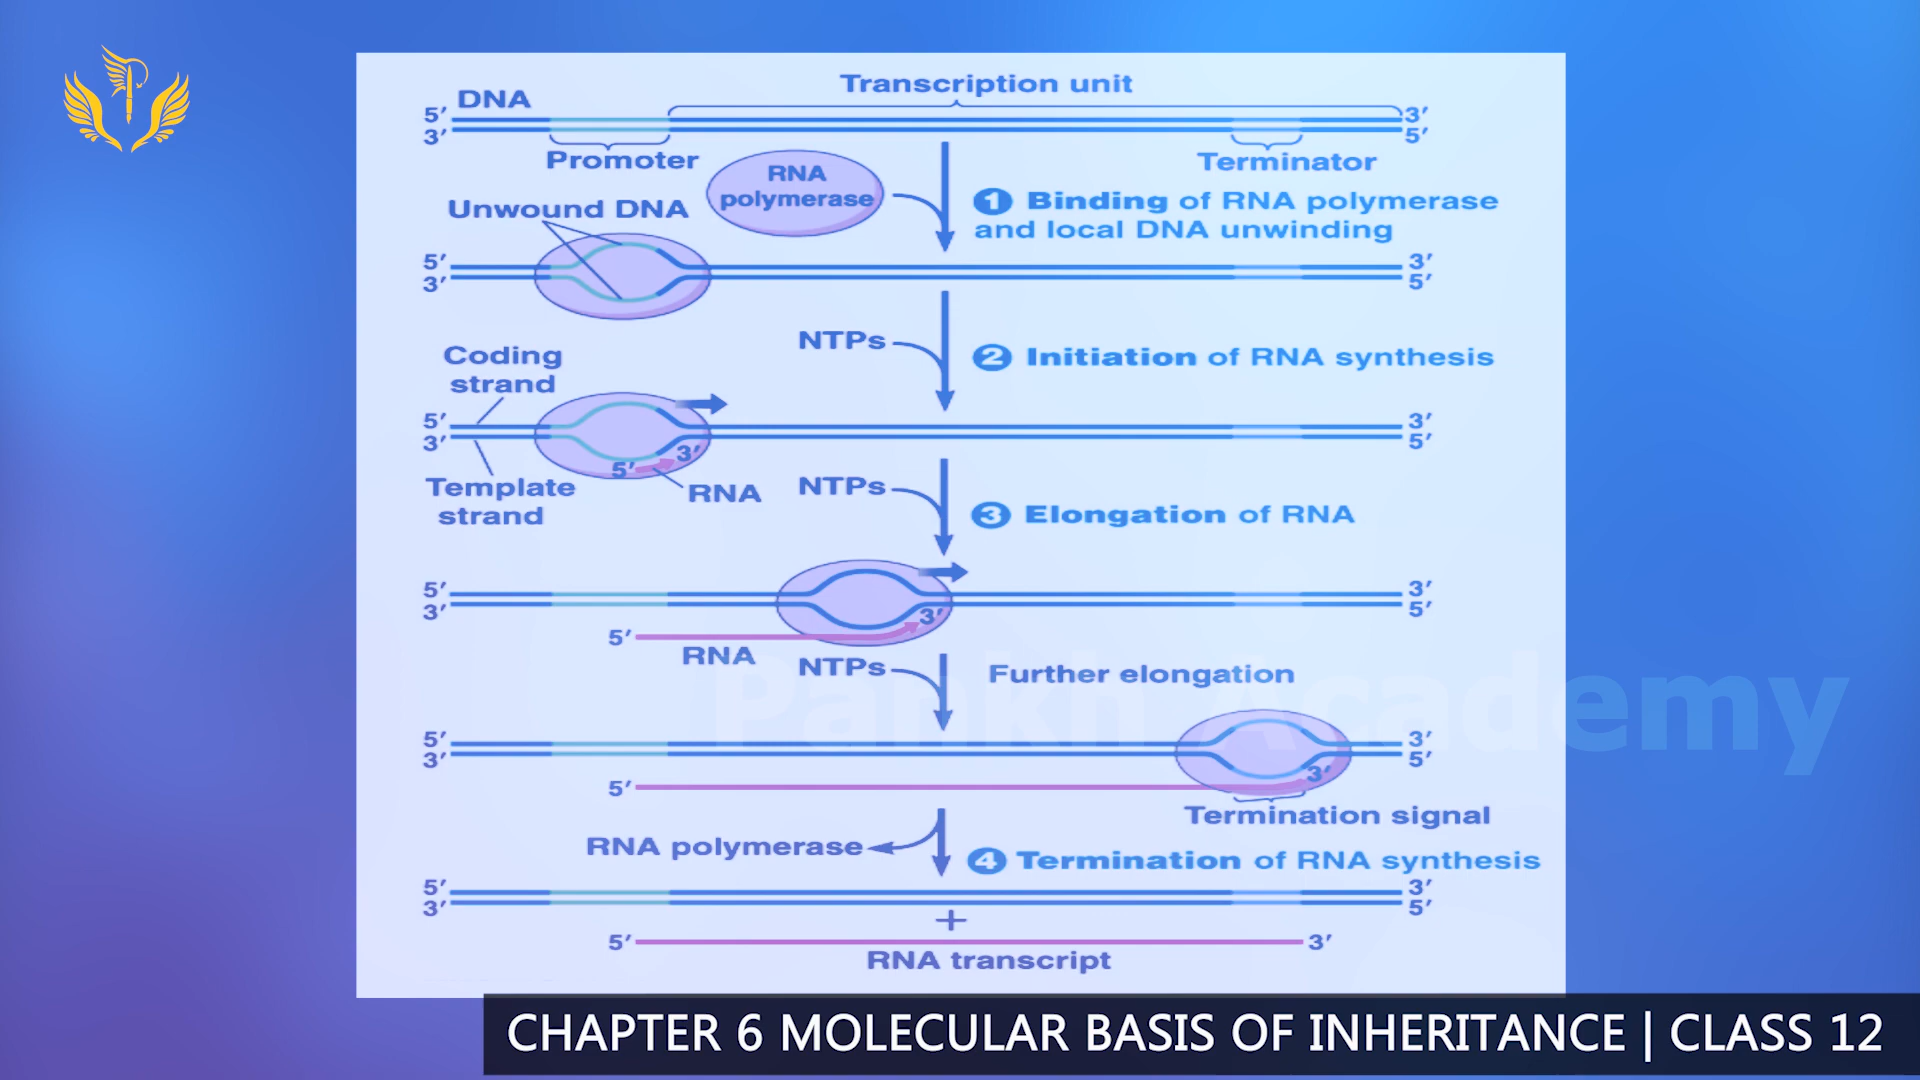 Transcription unit
DNA
5′ 3′
3′ 5′
Promoter
Terminator
RNA
polymerase
1 Binding of RNA polymerase
and local DNA unwinding
Unwound DNA
5′ 3′
3′ 5′
NTPs
2 Initiation of RNA synthesis
Coding
strand
5′ 3′
3′ 5′
5′ 3′
RNA
Template
strand
NTPs
3 Elongation of RNA
5′ 3′
3′ 5′
5′ 3′
RNA
NTPs
Further elongation
Pankh Academy
5′ 3′
3′ 5′
5′ 3′
Termination signal
RNA polymerase
4 Termination of RNA synthesis
5′ 3′
3′ 5′
+
5′ 3′
RNA transcript
CHAPTER 6 MOLECULAR BASIS OF INHERITANCE | CLASS 12